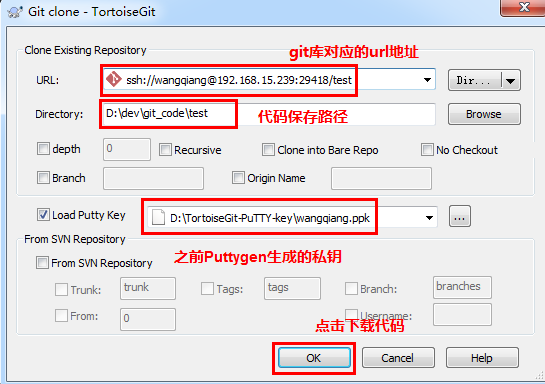 Git clone - TortoiseGit
Clone Existing Repository
git库对应的url地址
URL:
ssh://wangqiang@192.168.15.239:29418/test
Dir...
Directory:
D:\dev\git_code\test
代码保存路径
Browse
depth
0
Recursive
Clone into Bare Repo
No Checkout
Branch
Origin Name
Load Putty Key
D:\TortoiseGit-PuTTY-key\wangqiang.ppk
...
From SVN Repository
之前Puttygen生成的私钥
From SVN Repository
Trunk:
trunk
Tags:
tags
Branch:
branches
From:
0
Username:
点击下载代码
OK
Cancel
Help